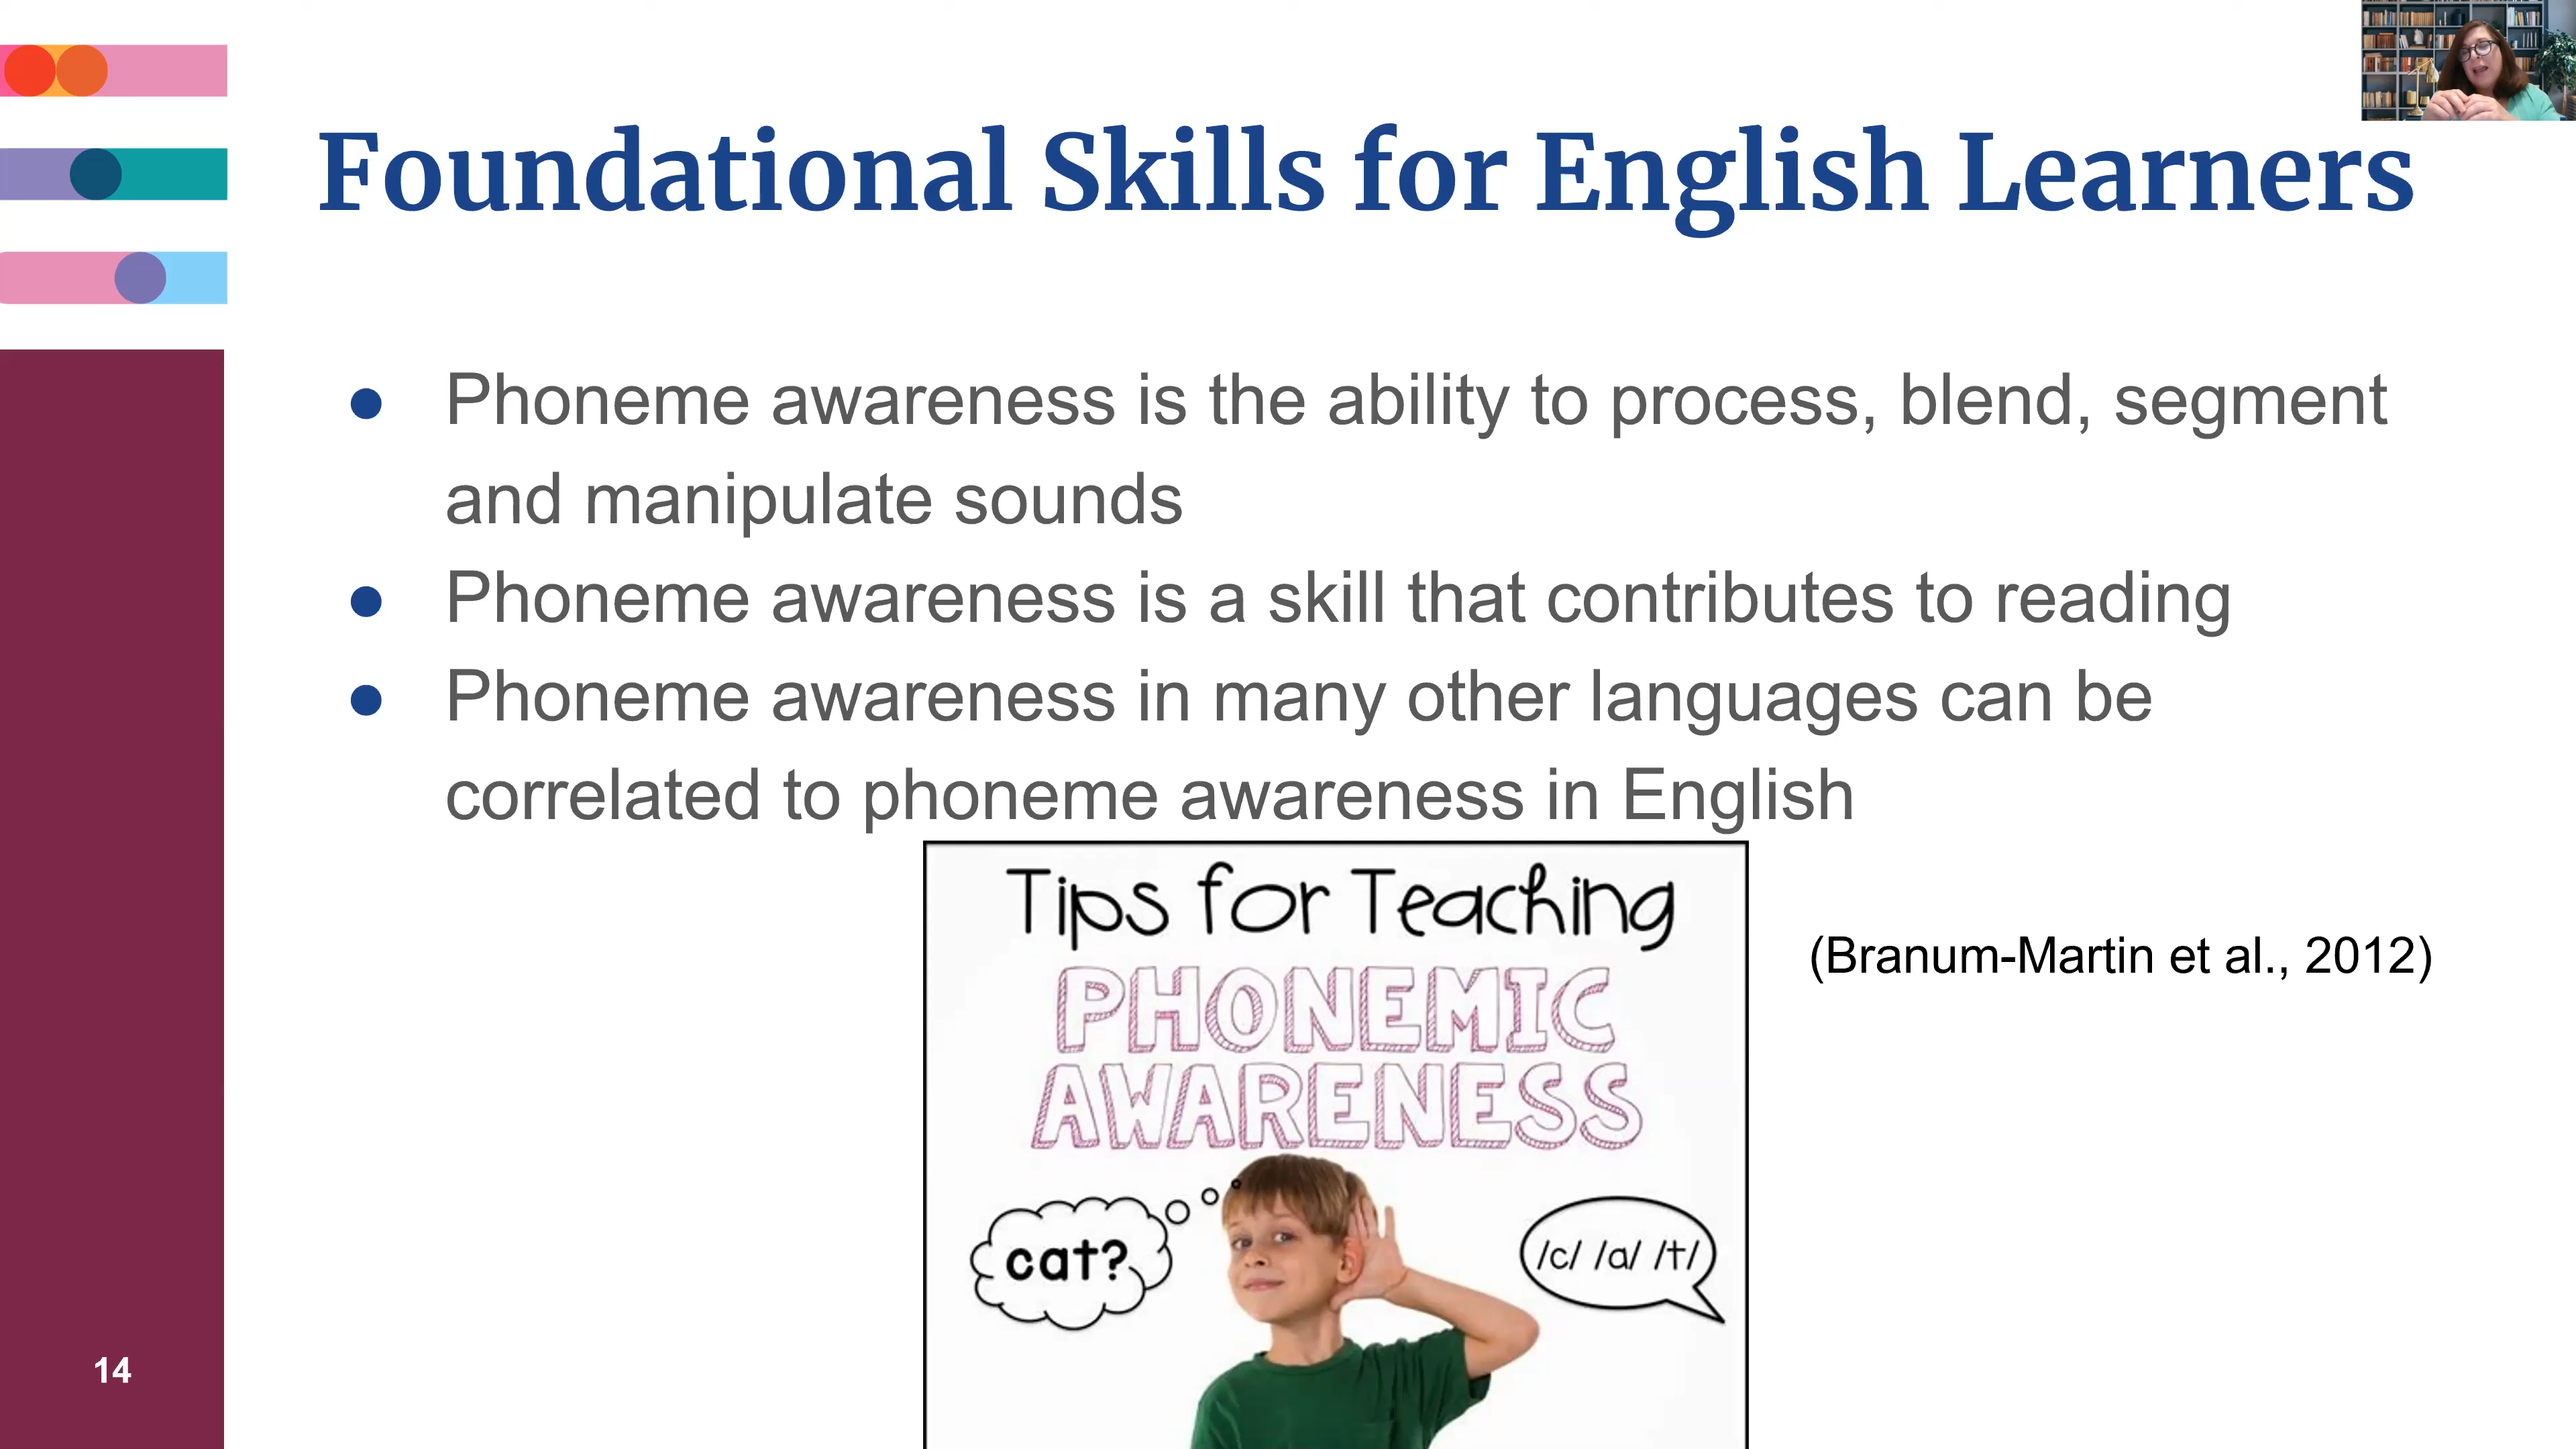 Foundational Skills for English Learners
● Phoneme awareness is the ability to process, blend, segment
and manipulate sounds
● Phoneme awareness is a skill that contributes to reading
● Phoneme awareness in many other languages can be
correlated to phoneme awareness in English
Tips for Teaching
PHONEMIC
AWARENESS
cat?
/c/ /a/ /t/
(Branum-Martin et al., 2012)
14